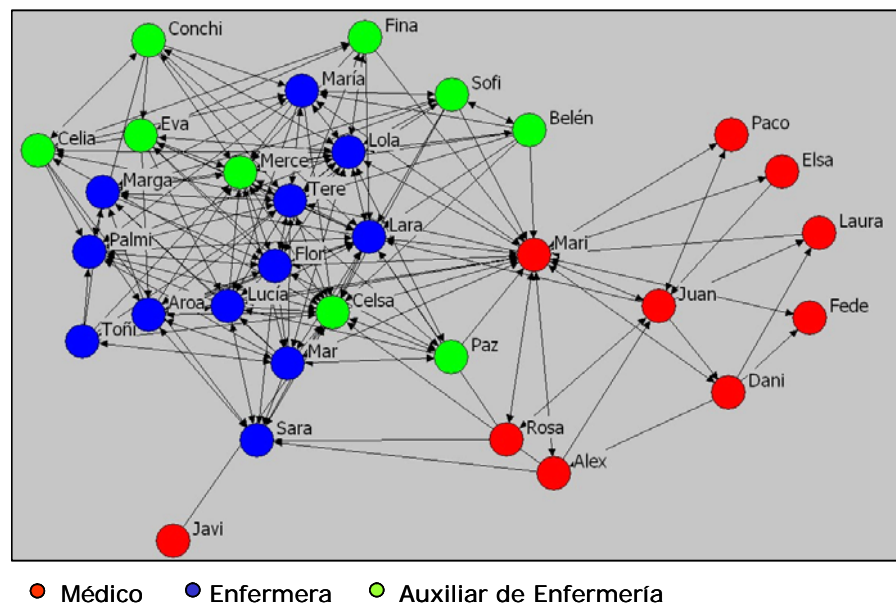 Conchi
Fina
María
Sofi
Belén
Paco
Eva
Celia
Lola
Merce
Elsa
Marga
Tere
Lara
Laura
Palmi
Flori
Mari
Aroa
Lucía
Celsa
Juan
Fede
Toñi
Mar
Paz
Dani
Sara
Rosa
Alex
Javi
Médico Enfermera Auxiliar de Enfermería